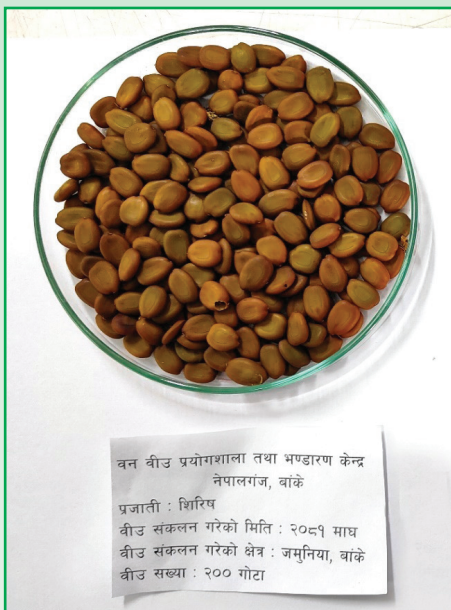 वन वीउ प्रयोगशाला तथा भण्डारण केन्द्र
नेपालगंज, बांके
प्रजाती : शिरिष
वीउ संकलन गरेको मिति : २०८१ माघ
वीउ संकलन गरेको क्षेत्र : जमुनिया, बांके
वीउ सख्या : २०० गोटा